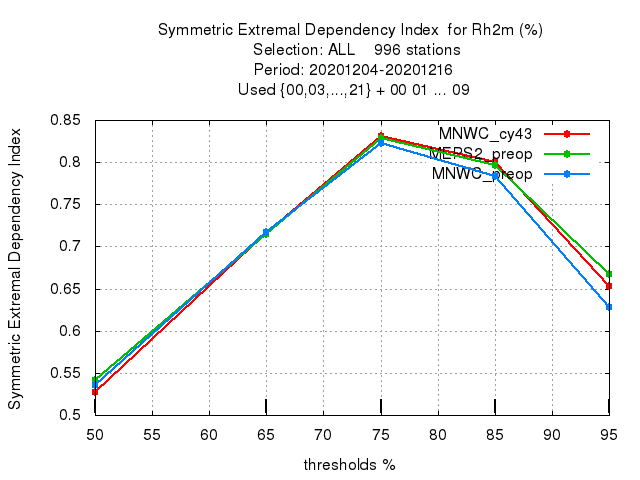 Symmetric Extremal Dependency Index  for Rh2m (%)
Selection: ALL    996 stations
Period: 20201204-20201216
Used {00,03,...,21} + 00 01 ... 09
Symmetric Extremal Dependency Index
0.85
0.8
0.75
0.7
0.65
0.6
0.55
0.5
MNWC_cy43
MEPS2_preop
MNWC_preop
50 55 60 65 70 75 80 85 90 95
thresholds %